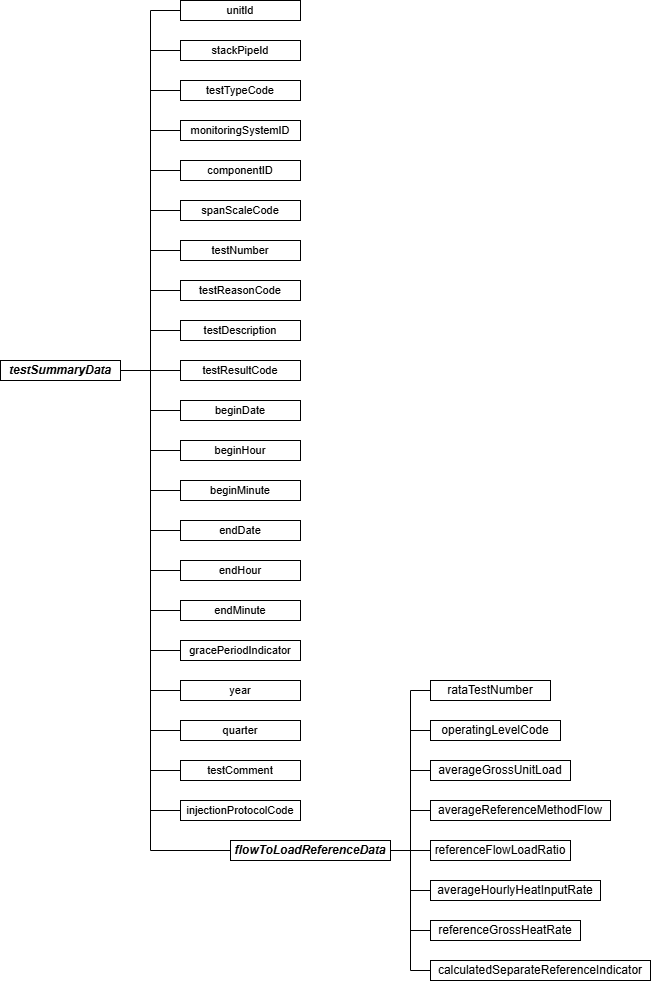 unitId
stackPipeId
testTypeCode
monitoringSystemID
componentID
spanScaleCode
testNumber
testReasonCode
testDescription
testSummaryData
testResultCode
beginDate
beginHour
beginMinute
endDate
endHour
endMinute
gracePeriodIndicator
year
quarter
testComment
injectionProtocolCode
flowToLoadReferenceData
rataTestNumber
operatingLevelCode
averageGrossUnitLoad
averageReferenceMethodFlow
referenceFlowLoadRatio
averageHourlyHeatInputRate
referenceGrossHeatRate
calculatedSeparateReferenceIndicator